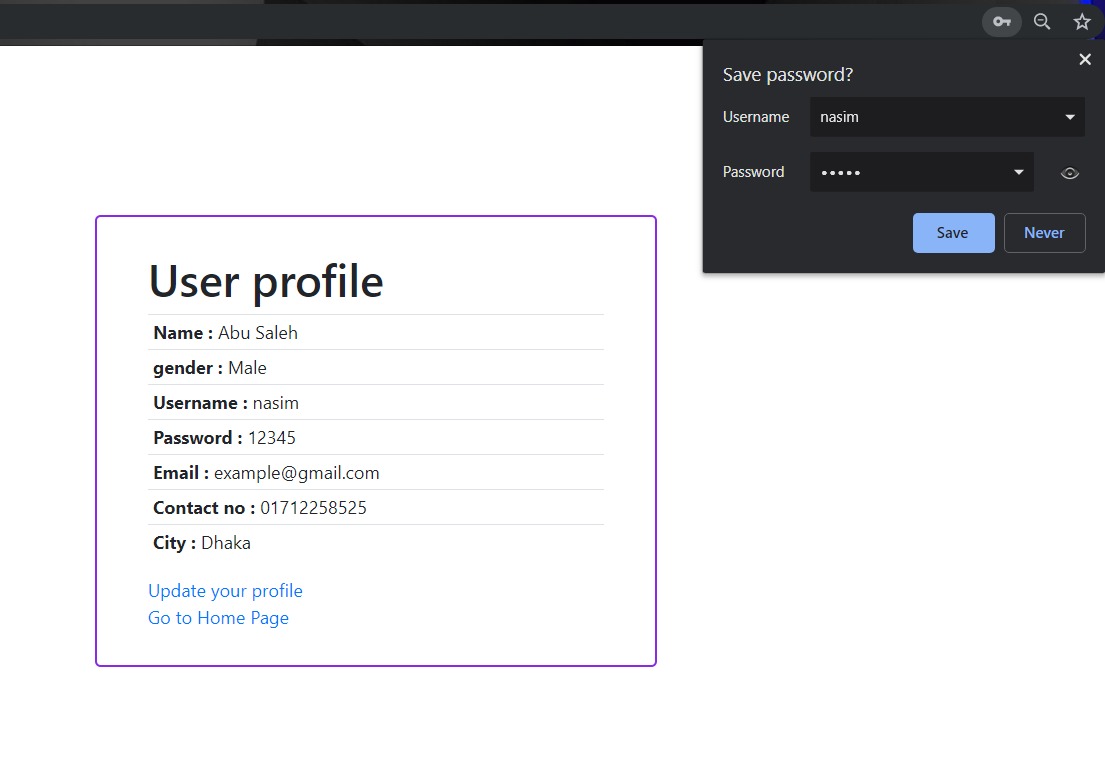 Save password?
Username nasim
Password •••••
Save Never
User profile
Name : Abu Saleh
gender : Male
Username : nasim
Password : 12345
Email : example@gmail.com
Contact no : 01712258525
City : Dhaka
Update your profile
Go to Home Page